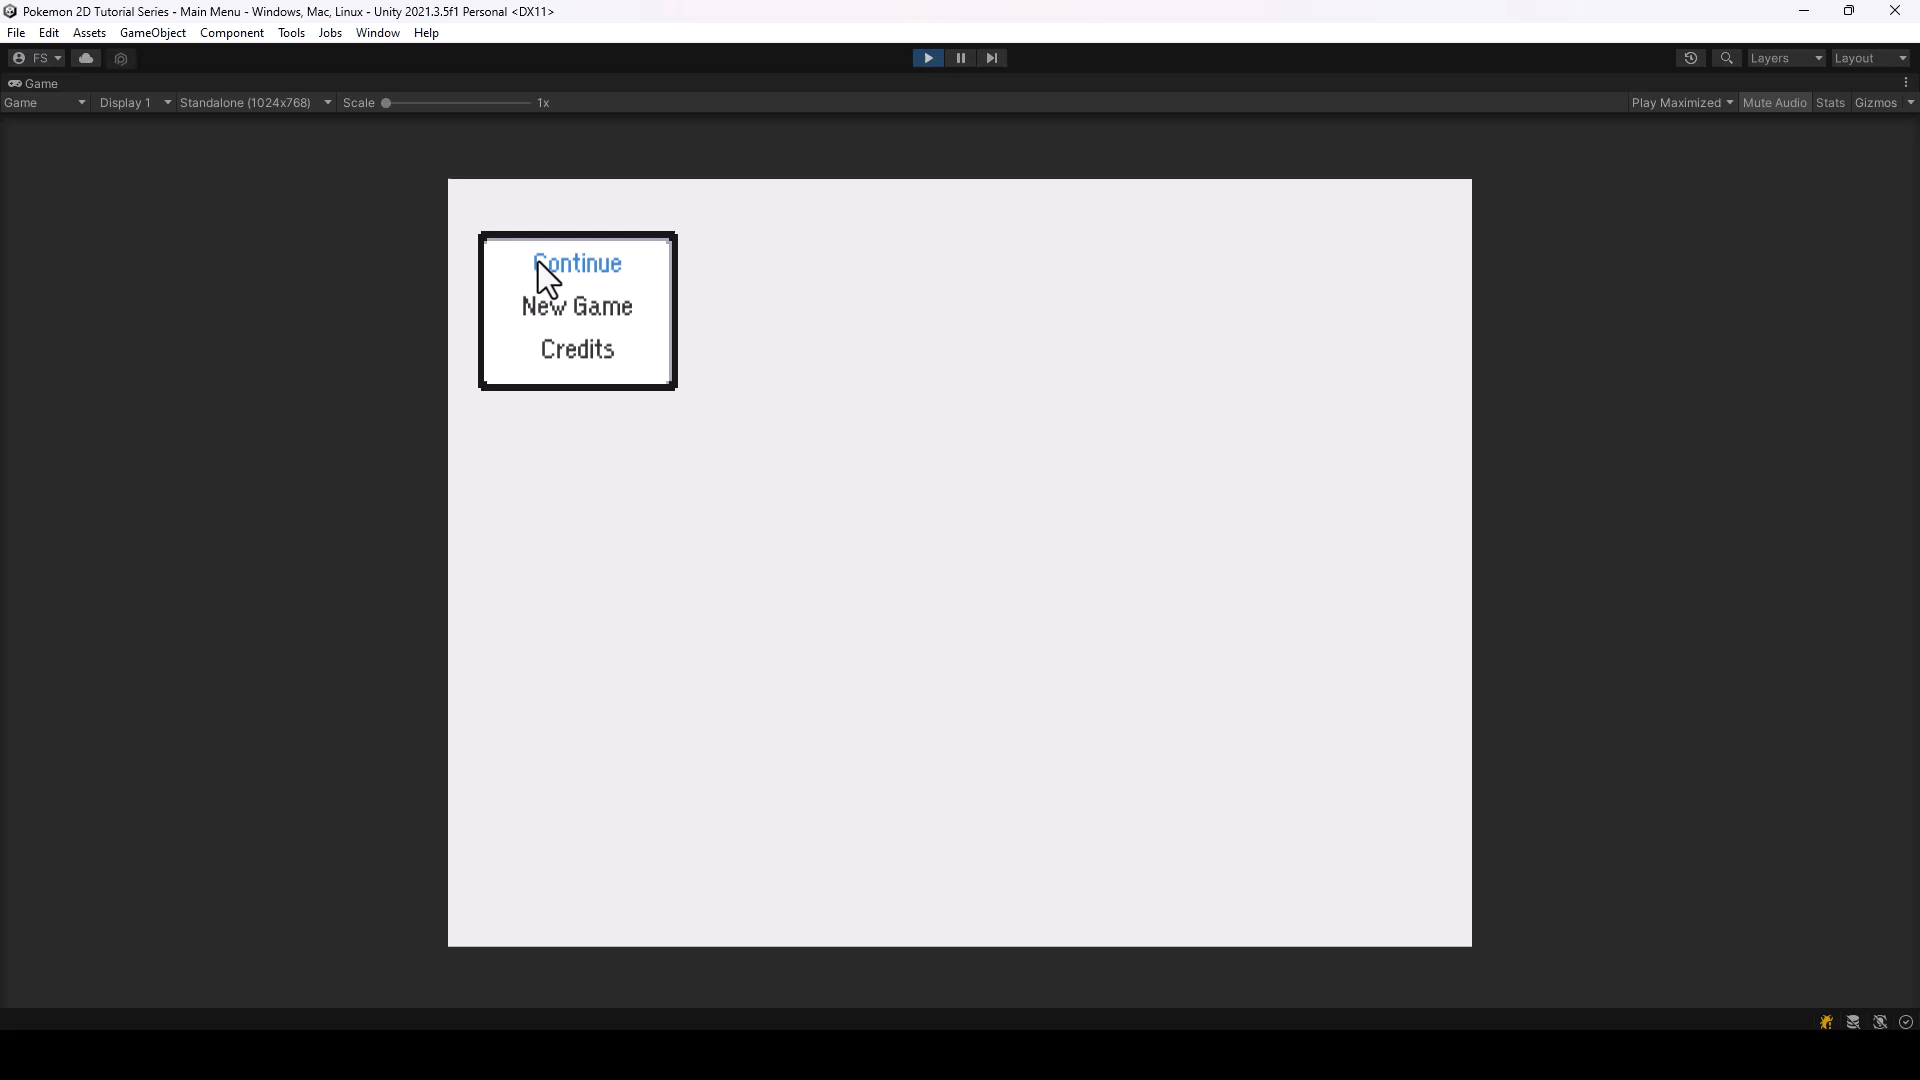 Pokemon 2D Tutorial Series - Main Menu - Windows, Mac, Linux - Unity 2021.3.5f1 Personal <DX11>
File Edit Assets GameObject Component Tools Jobs Window Help
FS Layers Layout
Game
Game Display 1 Standalone (1024x768) Scale 1x Play Maximized Mute Audio Stats Gizmos
Continue
New Game
Credits